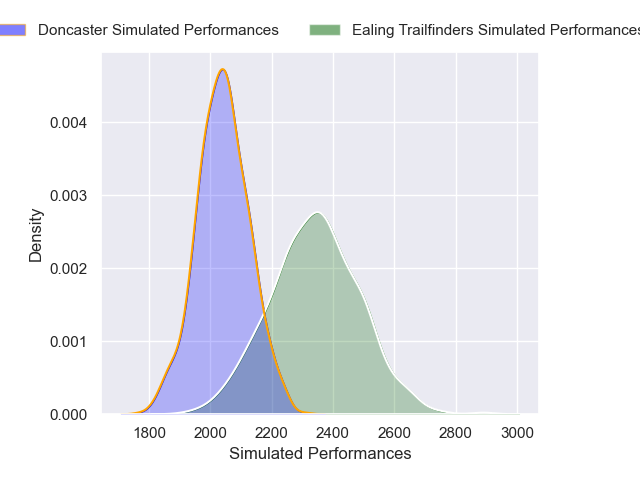 Doncaster Simulated Performances
Ealing Trailfinders Simulated Performances
0.004
0.003
0.002
0.001
0.000
Density
1800 2000 2200 2400 2600 2800 3000
Simulated Performances